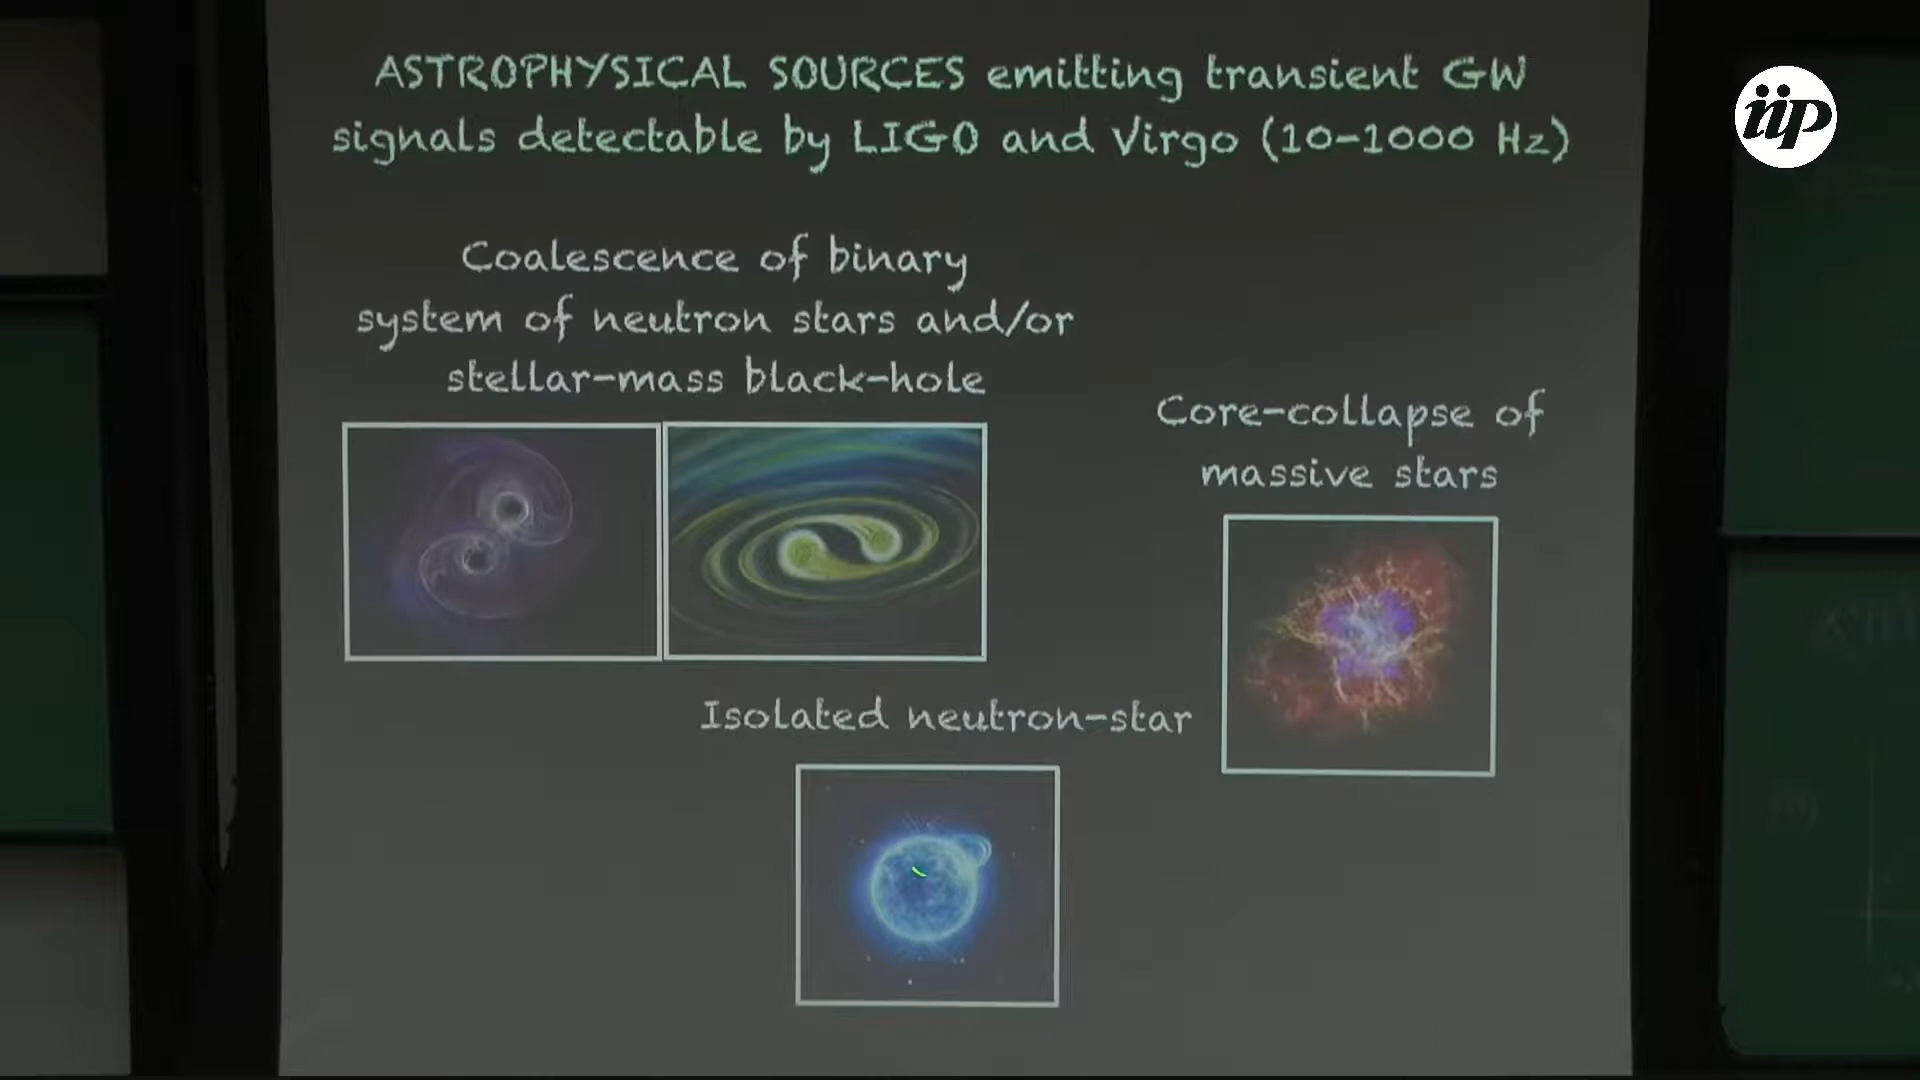 ASTROPHYSICAL SOURCES emitting transient GW
signals detectable by LIGO and Virgo (10-1000 Hz)
iip
Coalescence of binary
system of neutron stars and/or
stellar-mass black-hole
Core-collapse of
massive stars
Isolated neutron-star